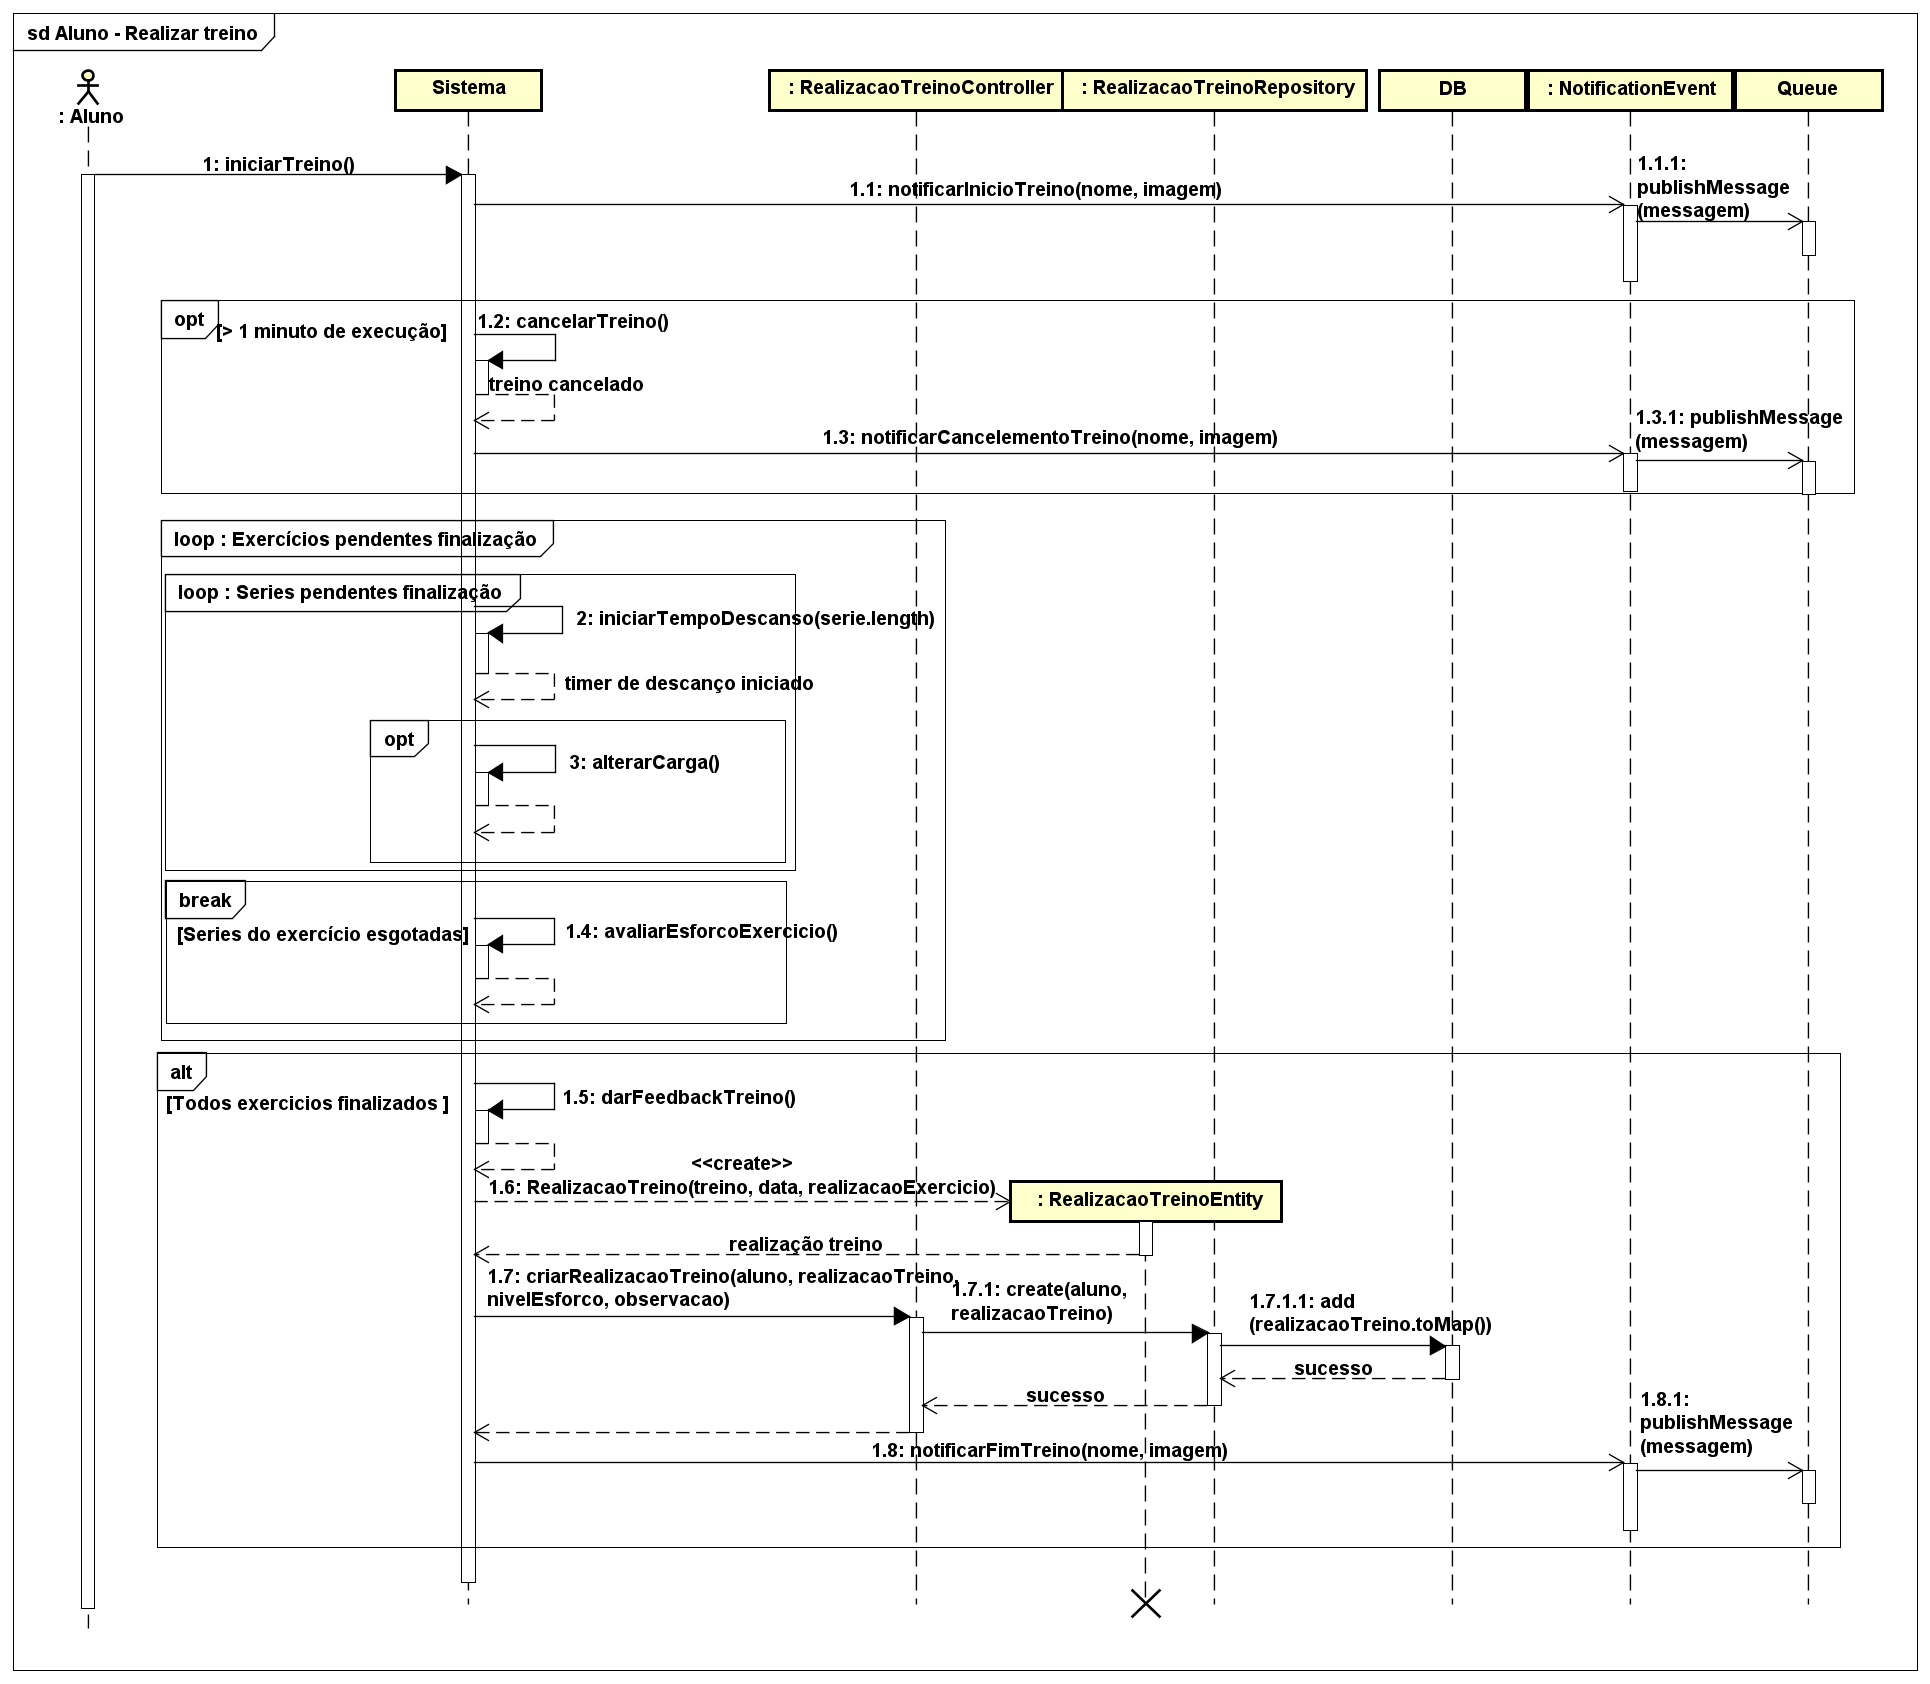 sd Aluno - Realizar treino
: Aluno
Sistema
: RealizacaoTreinoController
: RealizacaoTreinoRepository
DB
: NotificationEvent
Queue
1: iniciarTreino()
1.1: notificarInicioTreino(nome, imagem)
1.1.1:
publishMessage
(messagem)
opt
[> 1 minuto de execução]
1.2: cancelarTreino()
treino cancelado
1.3: notificarCancelementoTreino(nome, imagem)
1.3.1: publishMessage
(messagem)
loop : Exercícios pendentes finalização
loop : Series pendentes finalização
2: iniciarTempoDescanso(serie.length)
timer de descanço iniciado
opt
3: alterarCarga()
break
[Series do exercício esgotadas]
1.4: avaliarEsforcoExercicio()
alt
[Todos exercicios finalizados ]
1.5: darFeedbackTreino()
<<create>>
1.6: RealizacaoTreino(treino, data, realizacaoExercicio)
: RealizacaoTreinoEntity
realização treino
1.7: criarRealizacaoTreino(aluno, realizacaoTreino,
nivelEsforco, observacao)
1.7.1: create(aluno,
realizacaoTreino)
1.7.1.1: add
(realizacaoTreino.toMap())
sucesso
sucesso
1.8: notificarFimTreino(nome, imagem)
1.8.1:
publishMessage
(messagem)